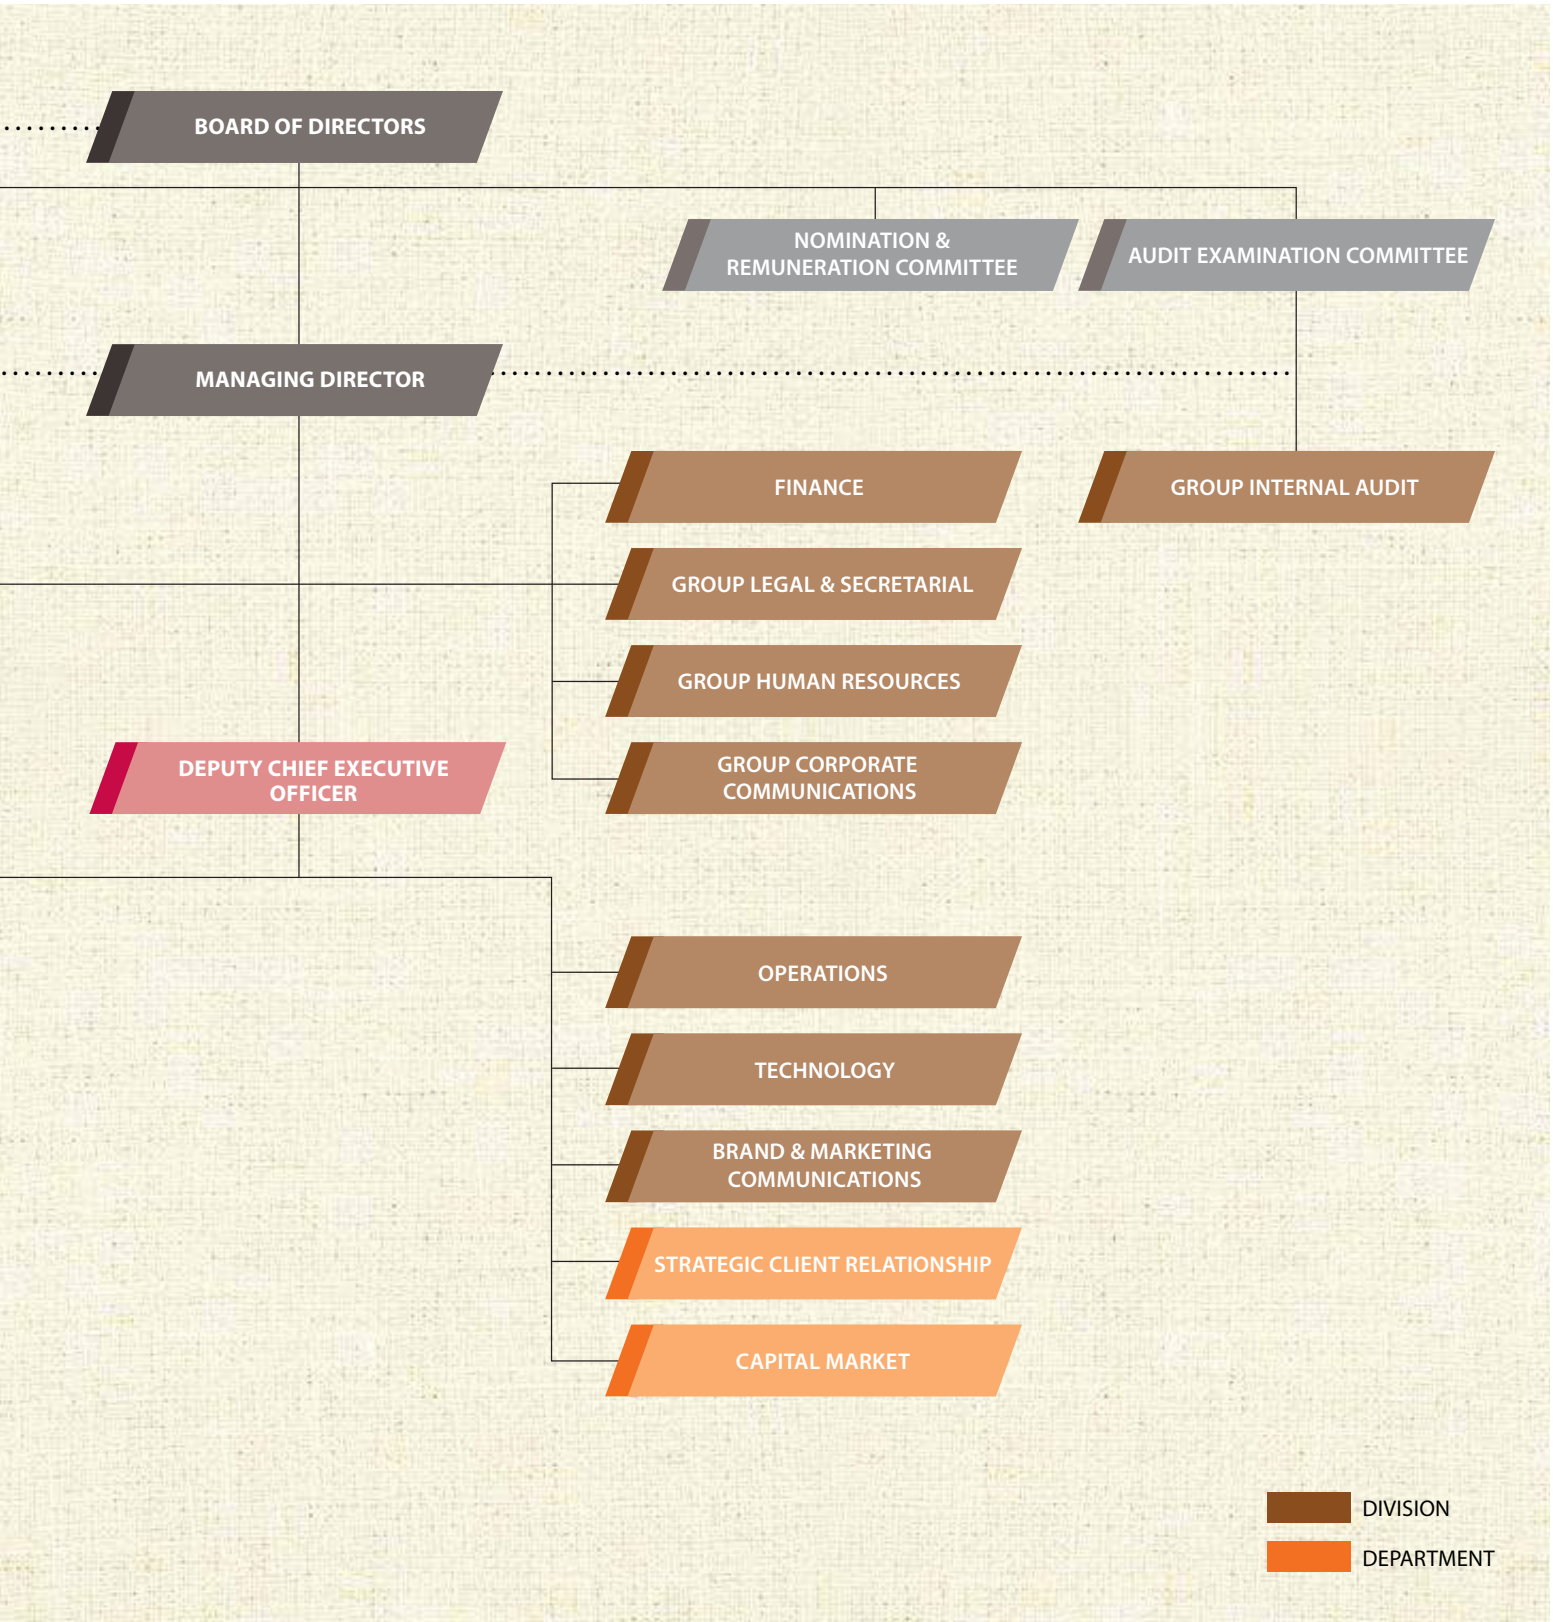 BOARD OF DIRECTORS
NOMINATION &
REMUNERATION COMMITTEE
AUDIT EXAMINATION COMMITTEE
MANAGING DIRECTOR
FINANCE
GROUP INTERNAL AUDIT
GROUP LEGAL & SECRETARIAL
GROUP HUMAN RESOURCES
DEPUTY CHIEF EXECUTIVE
OFFICER
GROUP CORPORATE
COMMUNICATIONS
OPERATIONS
TECHNOLOGY
BRAND & MARKETING
COMMUNICATIONS
STRATEGIC CLIENT RELATIONSHIP
CAPITAL MARKET
DIVISION
DEPARTMENT